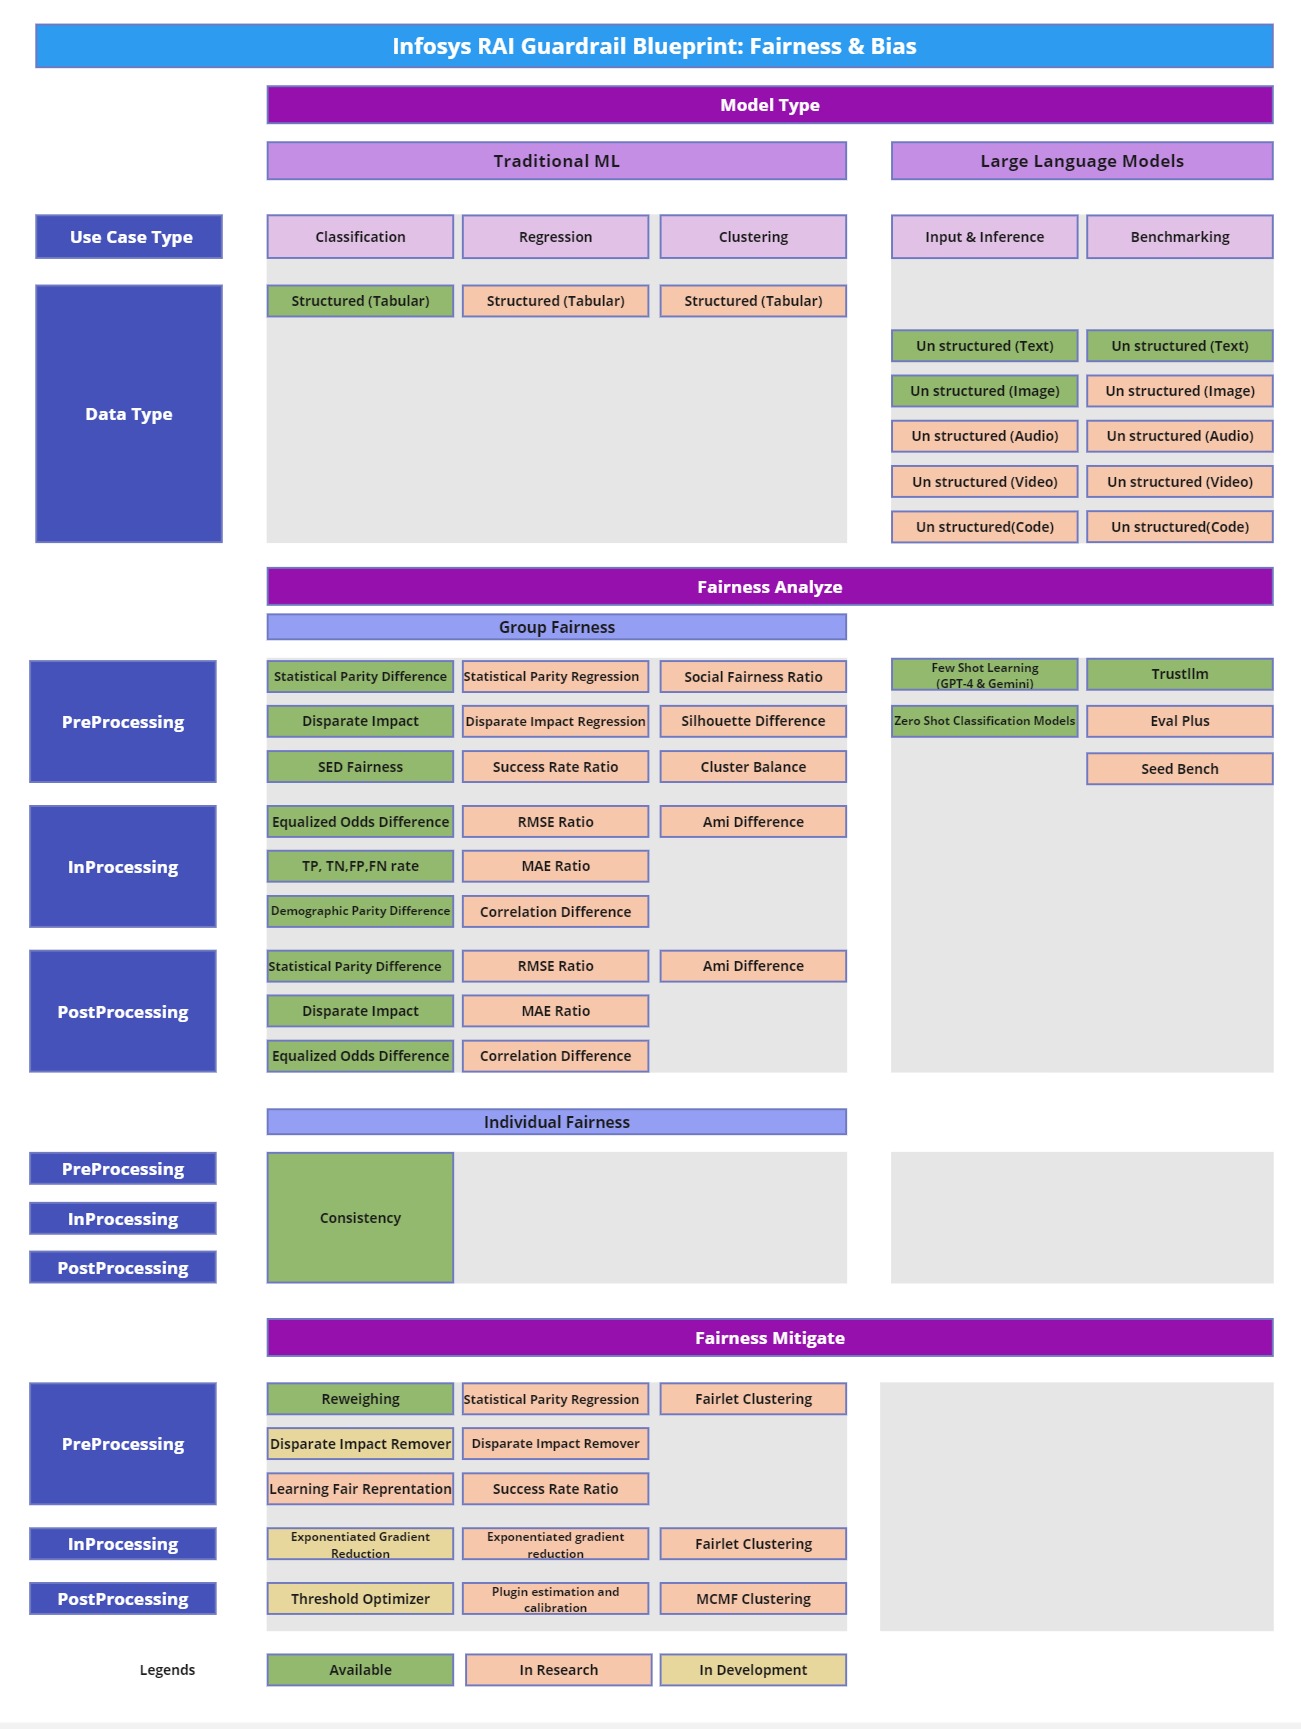 Infosys RAI Guardrail Blueprint: Fairness & Bias
Model Type
Traditional ML
Large Language Models
Use Case Type
Classification
Regression
Clustering
Input & Inference
Benchmarking
Data Type
Structured (Tabular)
Structured (Tabular)
Structured (Tabular)
Un structured (Text)
Un structured (Text)
Un structured (Image)
Un structured (Image)
Un structured (Audio)
Un structured (Audio)
Un structured (Video)
Un structured (Video)
Un structured(Code)
Un structured(Code)
Fairness Analyze
Group Fairness
PreProcessing
Statistical Parity Difference
Statistical Parity Regression
Social Fairness Ratio
Few Shot Learning
(GPT-4 & Gemini)
Trustllm
Disparate Impact
Disparate Impact Regression
Silhouette Difference
Zero Shot Classification Models
Eval Plus
SED Fairness
Success Rate Ratio
Cluster Balance
Seed Bench
InProcessing
Equalized Odds Difference
RMSE Ratio
Ami Difference
TP, TN,FP,FN rate
MAE Ratio
Demographic Parity Difference
Correlation Difference
PostProcessing
Statistical Parity Difference
RMSE Ratio
Ami Difference
Disparate Impact
MAE Ratio
Equalized Odds Difference
Correlation Difference
Individual Fairness
PreProcessing
InProcessing
PostProcessing
Consistency
Fairness Mitigate
PreProcessing
Reweighing
Statistical Parity Regression
Fairlet Clustering
Disparate Impact Remover
Disparate Impact Remover
Learning Fair Reprentation
Success Rate Ratio
InProcessing
Exponentiated Gradient
Reduction
Exponentiated gradient
reduction
Fairlet Clustering
PostProcessing
Threshold Optimizer
Plugin estimation and
calibration
MCMF Clustering
Legends
Available
In Research
In Development